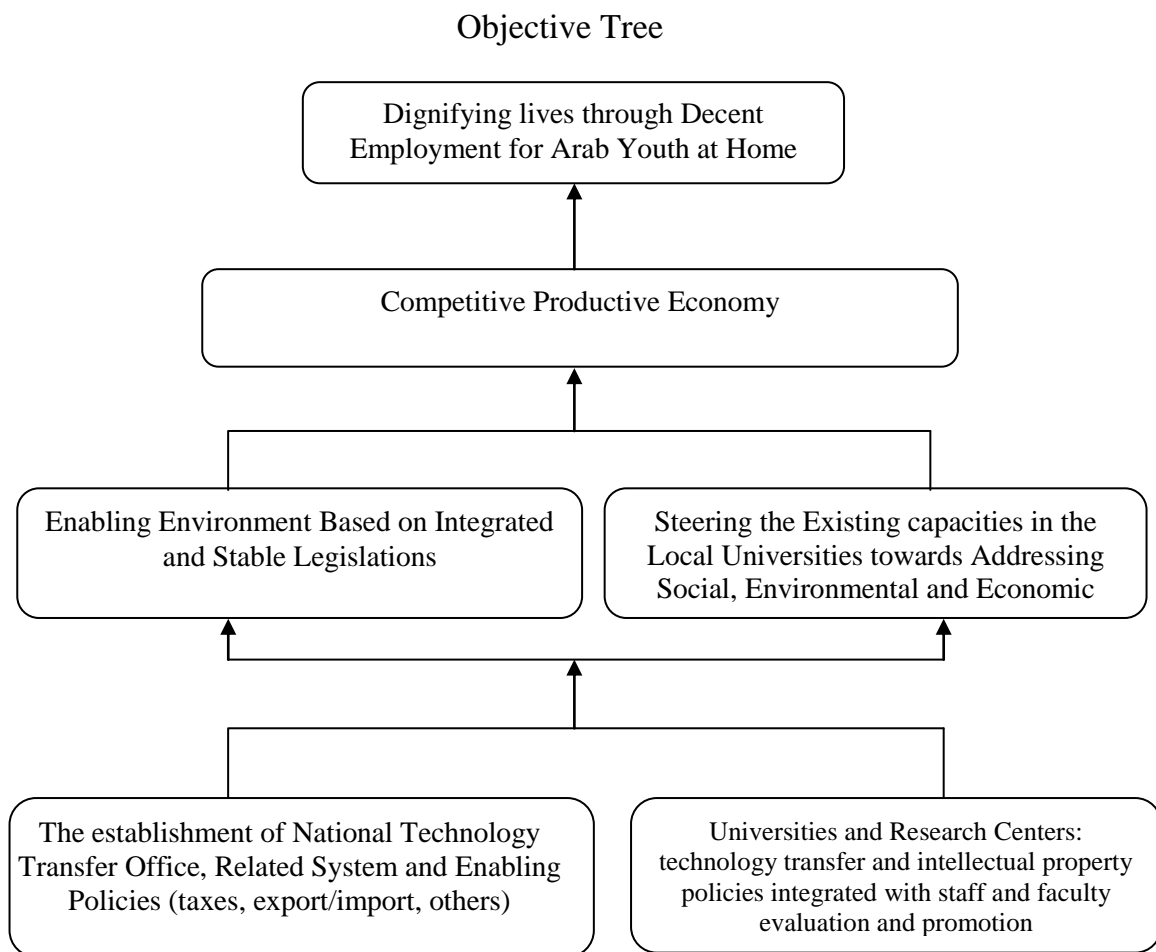 Objective Tree
Dignifying lives through Decent
Employment for Arab Youth at Home
Competitive Productive Economy
Enabling Environment Based on Integrated
and Stable Legislations
Steering the Existing capacities in the
Local Universities towards Addressing
Social, Environmental and Economic
The establishment of National Technology
Transfer Office, Related System and Enabling
Policies (taxes, export/import, others)
Universities and Research Centers:
technology transfer and intellectual property
policies integrated with staff and faculty
evaluation and promotion